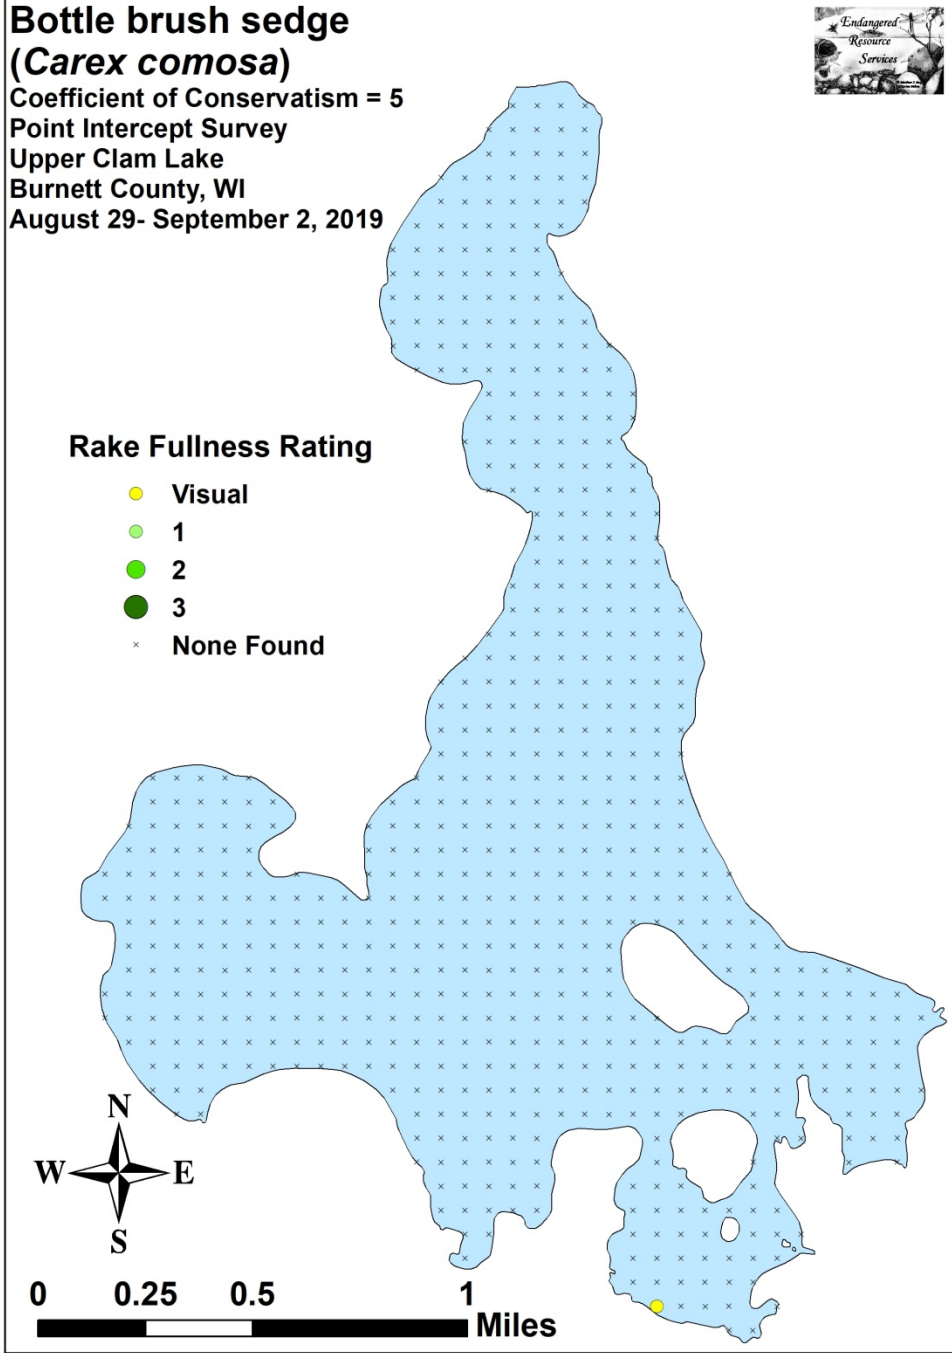 Bottle brush sedge
(Carex comosa)
Coefficient of Conservatism = 5
Point Intercept Survey
Upper Clam Lake
Burnett County, WI
August 29- September 2, 2019
Endangered
Resource
Services
Rake Fullness Rating
Visual
1
2
3
None Found
N
W E
S
0 0.25 0.5 1
Miles